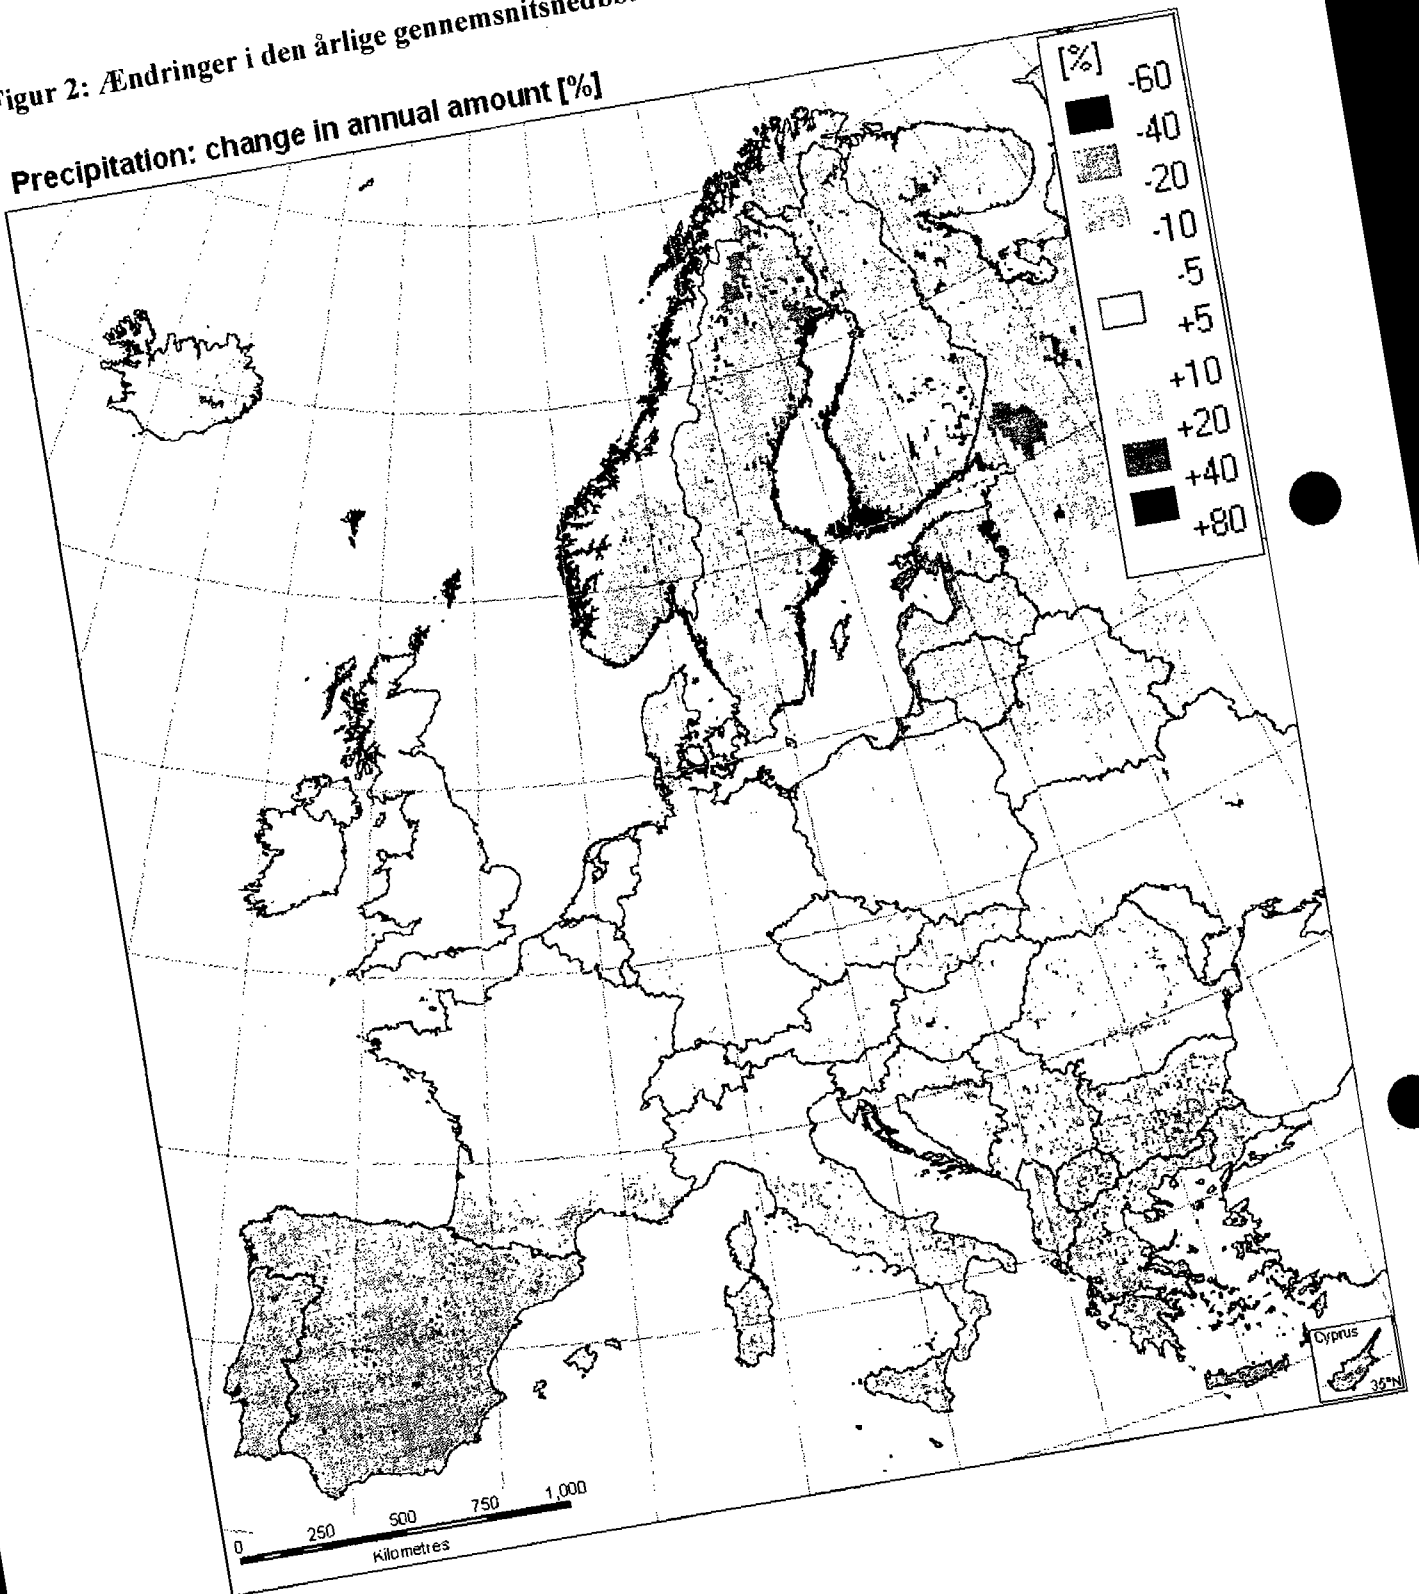 Figur 2: Ændringer i den årlige
Precipitation: change in annual amount [%]
[%]
-60
-40
-20
-10
-5
+5
+10
+20
+40
+80
Cyprus
35°N
0 250 500 750 1,000
Kilometres